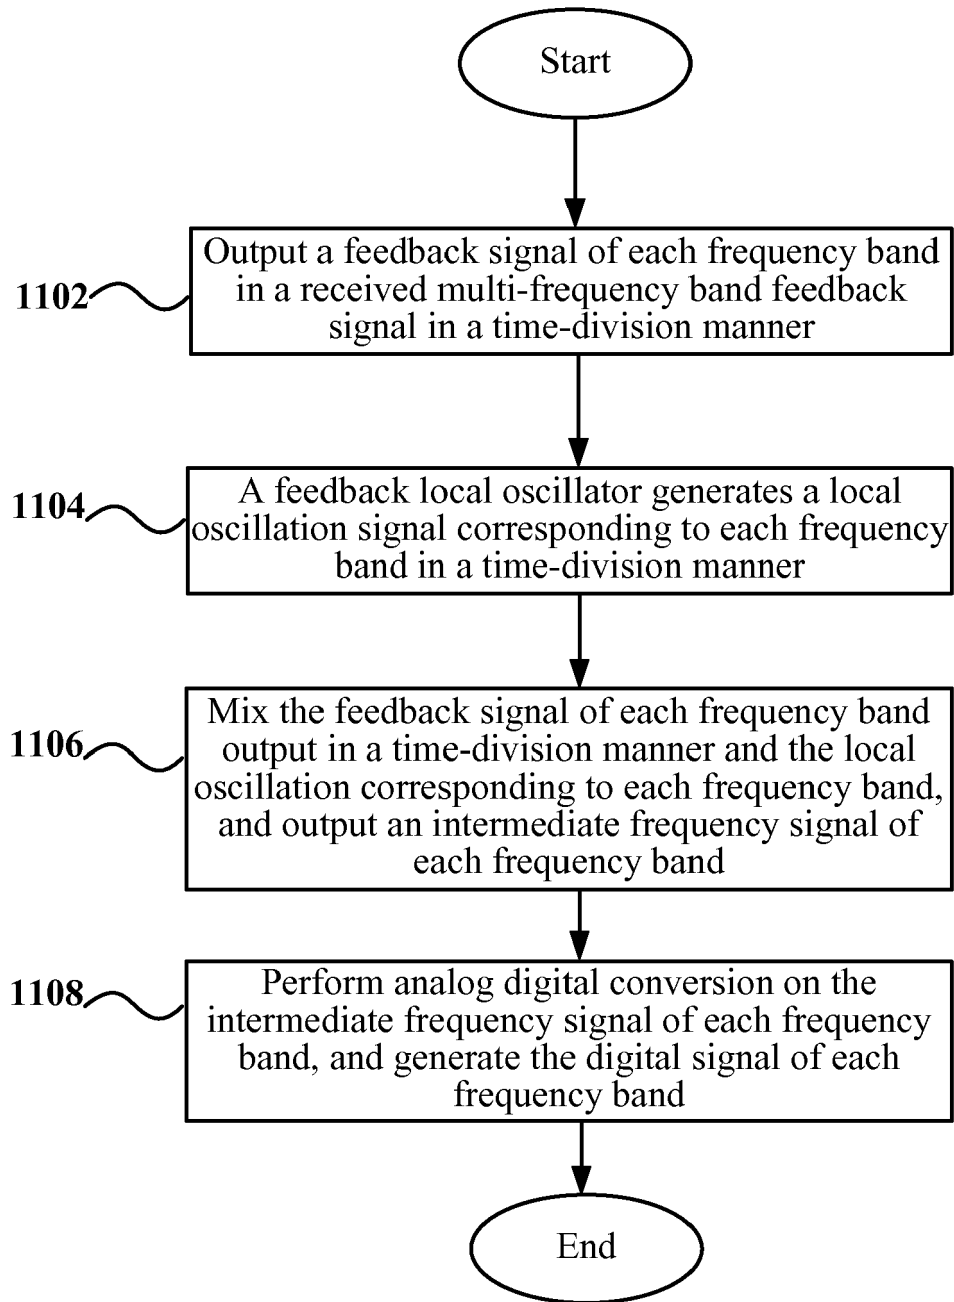 Start
Output a feedback signal of each frequency band
in a received multi-frequency band feedback
signal in a time-division manner
1102
A feedback local oscillator generates a local
oscillation signal corresponding to each frequency
band in a time-division manner
1104
Mix the feedback signal of each frequency band
output in a time-division manner and the local
oscillation corresponding to each frequency band,
and output an intermediate frequency signal of
each frequency band
1106
Perform analog digital conversion on the
intermediate frequency signal of each frequency
band, and generate the digital signal of each
frequency band
1108
End